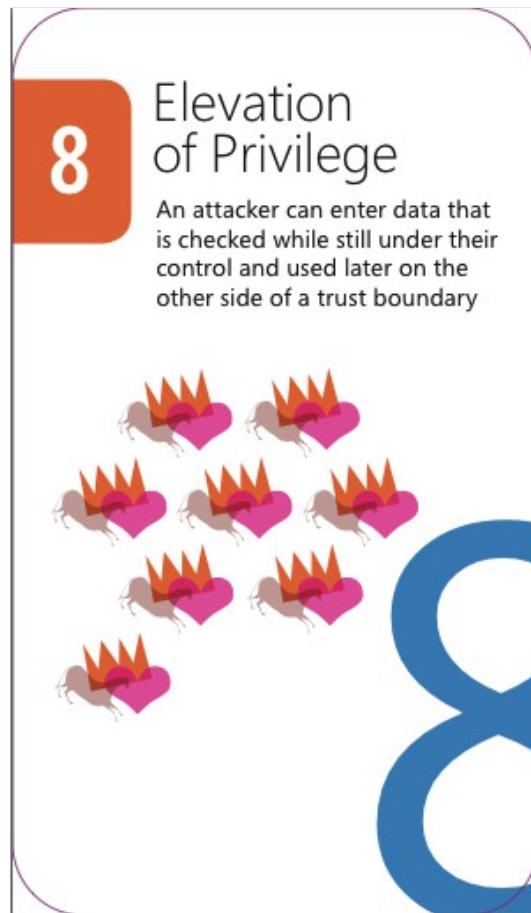 8
Elevation
of Privilege
An attacker can enter data that
is checked while still under their
control and used later on the
other side of a trust boundary
8